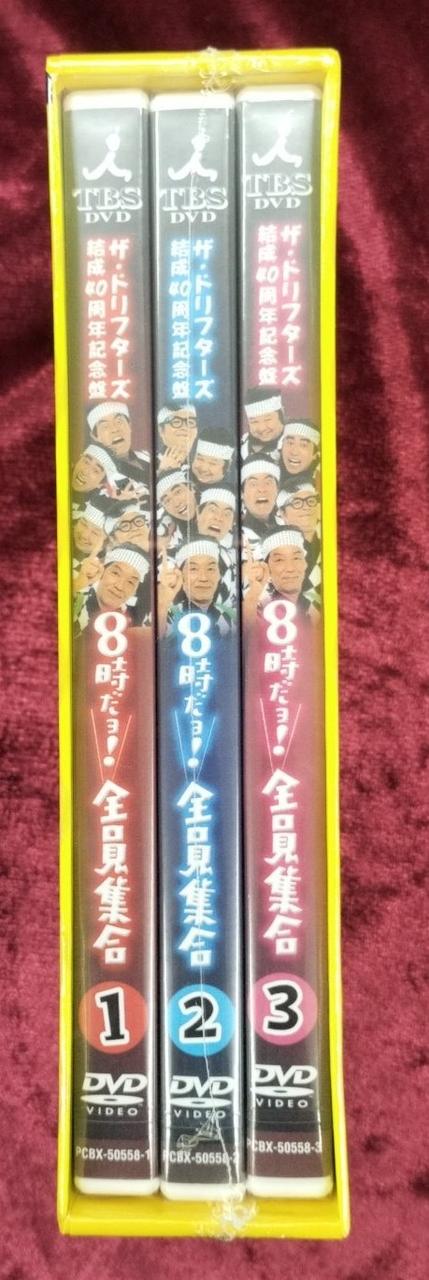 TBS
DVD
ザ・ドリフターズ
結成40周年記念盤
8時だョ!
全員集合
1
DVD
VIDEO
PCBX-50558-1
TBS
DVD
ザ・ドリフターズ
結成40周年記念盤
8時だョ!
全員集合
2
DVD
VIDEO
PCBX-50558-2
TBS
DVD
ザ・ドリフターズ
結成40周年記念盤
8時だョ!
全員集合
3
DVD
VIDEO
PCBX-50558-3